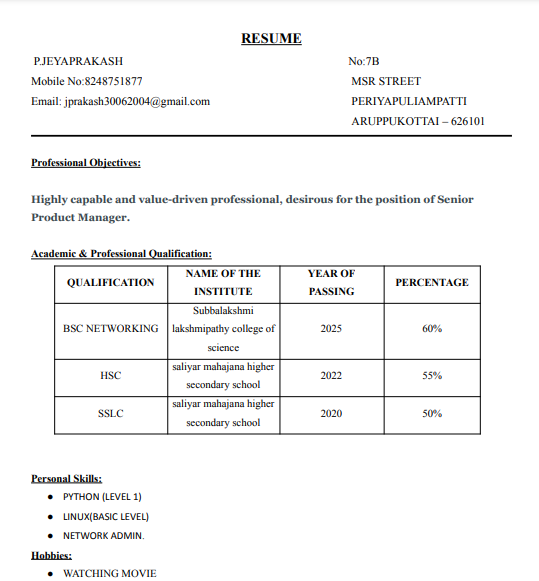 RESUME
P.JEYAPRAKASH
No:7B
Mobile No:8248751877
MSR STREET
Email: jprakash30062004@gmail.com
PERIYAPULIAMPATTI
ARUPPUKOTTAI – 626101
Professional Objectives:
Highly capable and value-driven professional, desirous for the position of Senior
Product Manager.
Academic & Professional Qualification:
QUALIFICATION
NAME OF THE
INSTITUTE
YEAR OF
PASSING
PERCENTAGE
BSC NETWORKING
Subbalakshmi
lakshmipathy college of
science
2025
60%
HSC
saliyar mahajana higher
secondary school
2022
55%
SSLC
saliyar mahajana higher
secondary school
2020
50%
Personal Skills:
● PYTHON (LEVEL 1)
● LINUX(BASIC LEVEL)
● NETWORK ADMIN.
Hobbies:
● WATCHING MOVIE